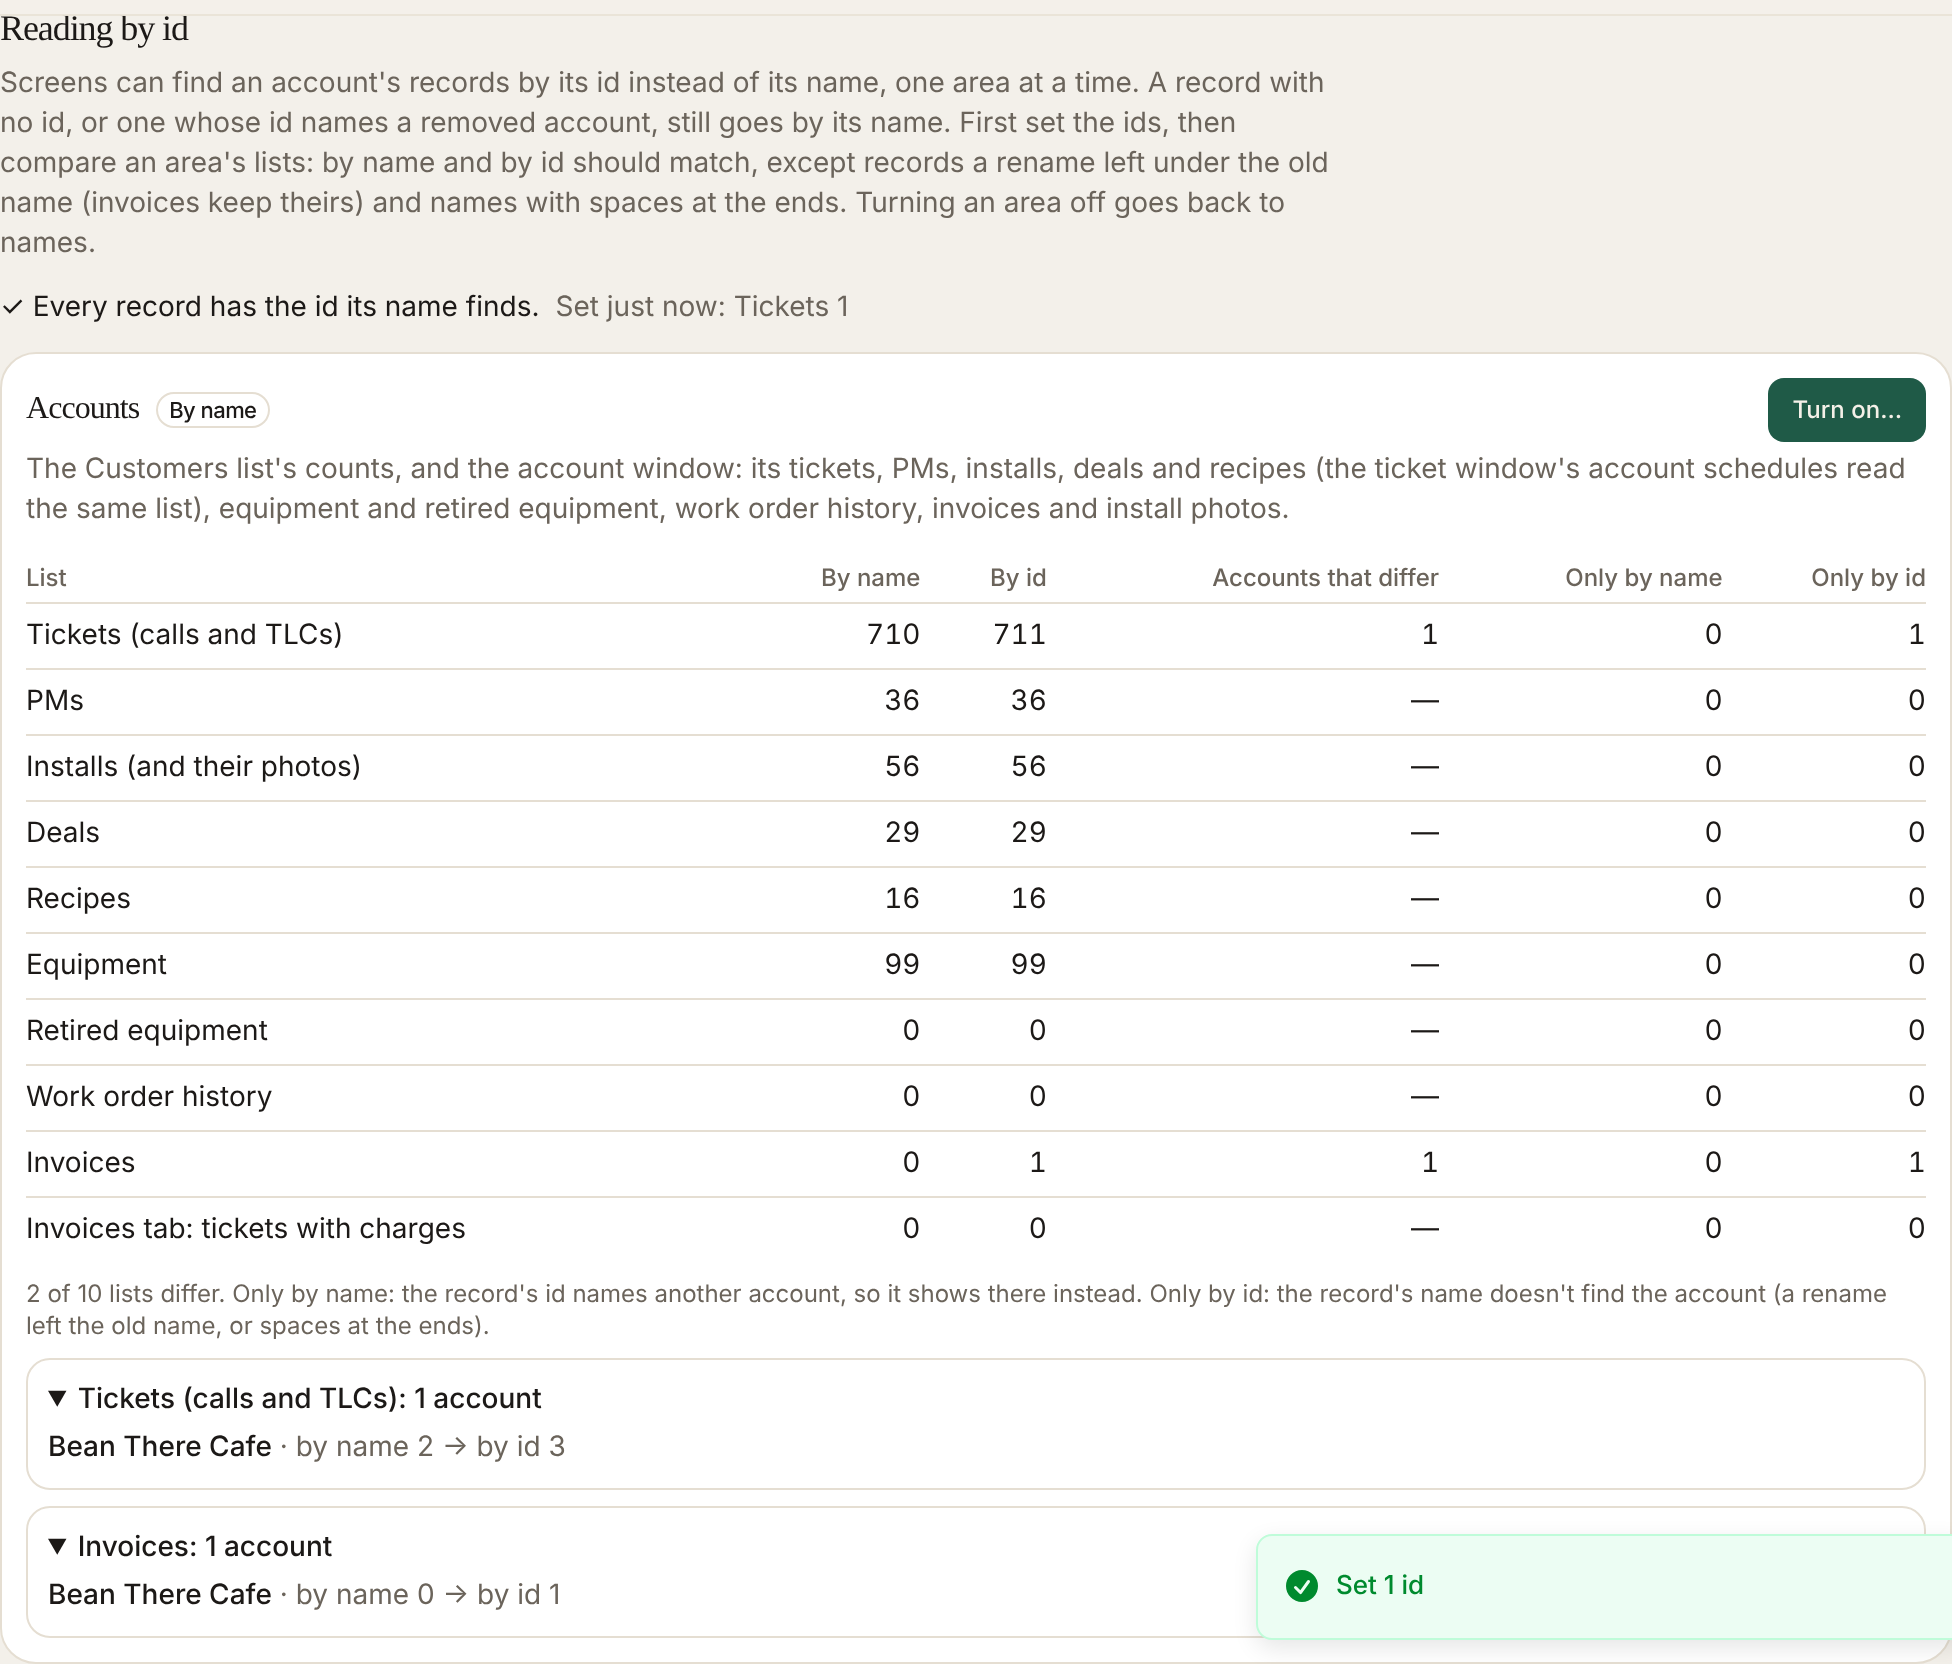 Reading by id
Screens can find an account's records by its id instead of its name, one area at a time. A record with
no id, or one whose id names a removed account, still goes by its name. First set the ids, then
compare an area's lists: by name and by id should match, except records a rename left under the old
name (invoices keep theirs) and names with spaces at the ends. Turning an area off goes back to
names.
✓ Every record has the id its name finds. Set just now: Tickets 1
Accounts By name Turn on...
The Customers list's counts, and the account window: its tickets, PMs, installs, deals and recipes (the ticket window's account schedules read
the same list), equipment and retired equipment, work order history, invoices and install photos.
List By name By id Accounts that differ Only by name Only by id
Tickets (calls and TLCs) 710 711 1 0 1
PMs 36 36 — 0 0
Installs (and their photos) 56 56 — 0 0
Deals 29 29 — 0 0
Recipes 16 16 — 0 0
Equipment 99 99 — 0 0
Retired equipment 0 0 — 0 0
Work order history 0 0 — 0 0
Invoices 0 1 1 0 1
Invoices tab: tickets with charges 0 0 — 0 0
2 of 10 lists differ. Only by name: the record's id names another account, so it shows there instead. Only by id: the record's name doesn't find the account (a rename
left the old name, or spaces at the ends).
▼ Tickets (calls and TLCs): 1 account
Bean There Cafe · by name 2 → by id 3
▼ Invoices: 1 account
Bean There Cafe · by name 0 → by id 1
Set 1 id